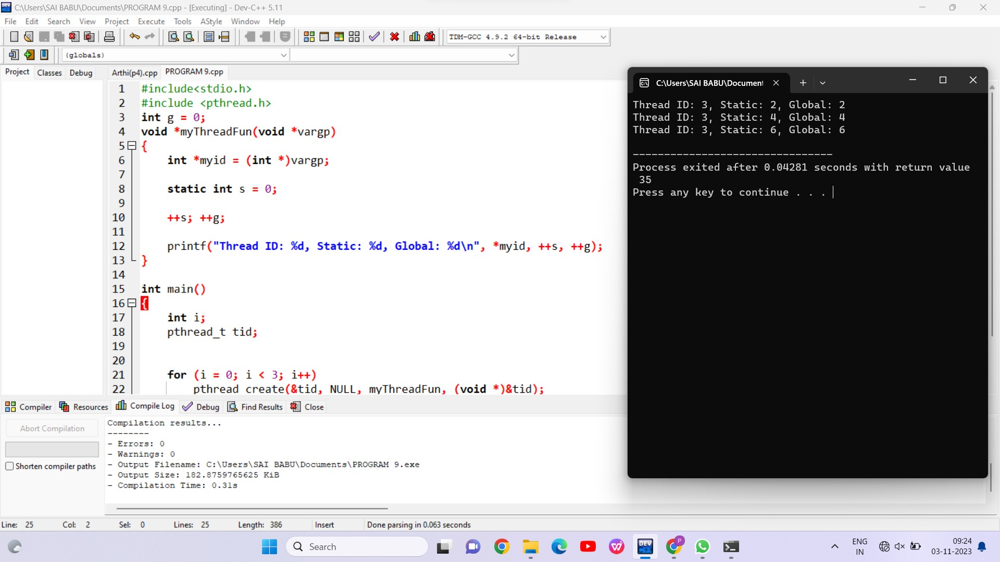 C:\Users\SAI BABU\Documents\PROGRAM 9.cpp - [Executing] - Dev-C++ 5.11
File Edit Search View Project Execute Tools AStyle Window Help
TDM-GCC 4.9.2 64-bit Release
(globals)
Project Classes Debug
Arthi(p4).cpp PROGRAM 9.cpp
1 #include<stdio.h>
2 #include <pthread.h>
3 int g = 0;
4 void *myThreadFun(void *vargp)
5 {
6 int *myid = (int *)vargp;
7
8 static int s = 0;
9
10 ++s; ++g;
11
12 printf("Thread ID: %d, Static: %d, Global: %d\n", *myid, ++s, ++g);
13 }
14
15 int main()
16 {
17 int i;
18 pthread_t tid;
19
20
21 for (i = 0; i < 3; i++)
22 pthread create(&tid, NULL, myThreadFun, (void *)&tid);
C:\Users\SAI BABU\Document
Thread ID: 3, Static: 2, Global: 2
Thread ID: 3, Static: 4, Global: 4
Thread ID: 3, Static: 6, Global: 6
--------------------------------
Process exited after 0.04281 seconds with return value
35
Press any key to continue . . .
Compiler Resources Compile Log Debug Find Results Close
Abort Compilation
Shorten compiler paths
Compilation results...
--------
- Errors: 0
- Warnings: 0
- Output Filename: C:\Users\SAI BABU\Documents\PROGRAM 9.exe
- Output Size: 182.8759765625 KiB
- Compilation Time: 0.31s
Line: 25 Col: 2 Sel: 0 Lines: 25 Length: 386 Insert Done parsing in 0.063 seconds
Search
DEV
P
ENG
IN
09:24
03-11-2023